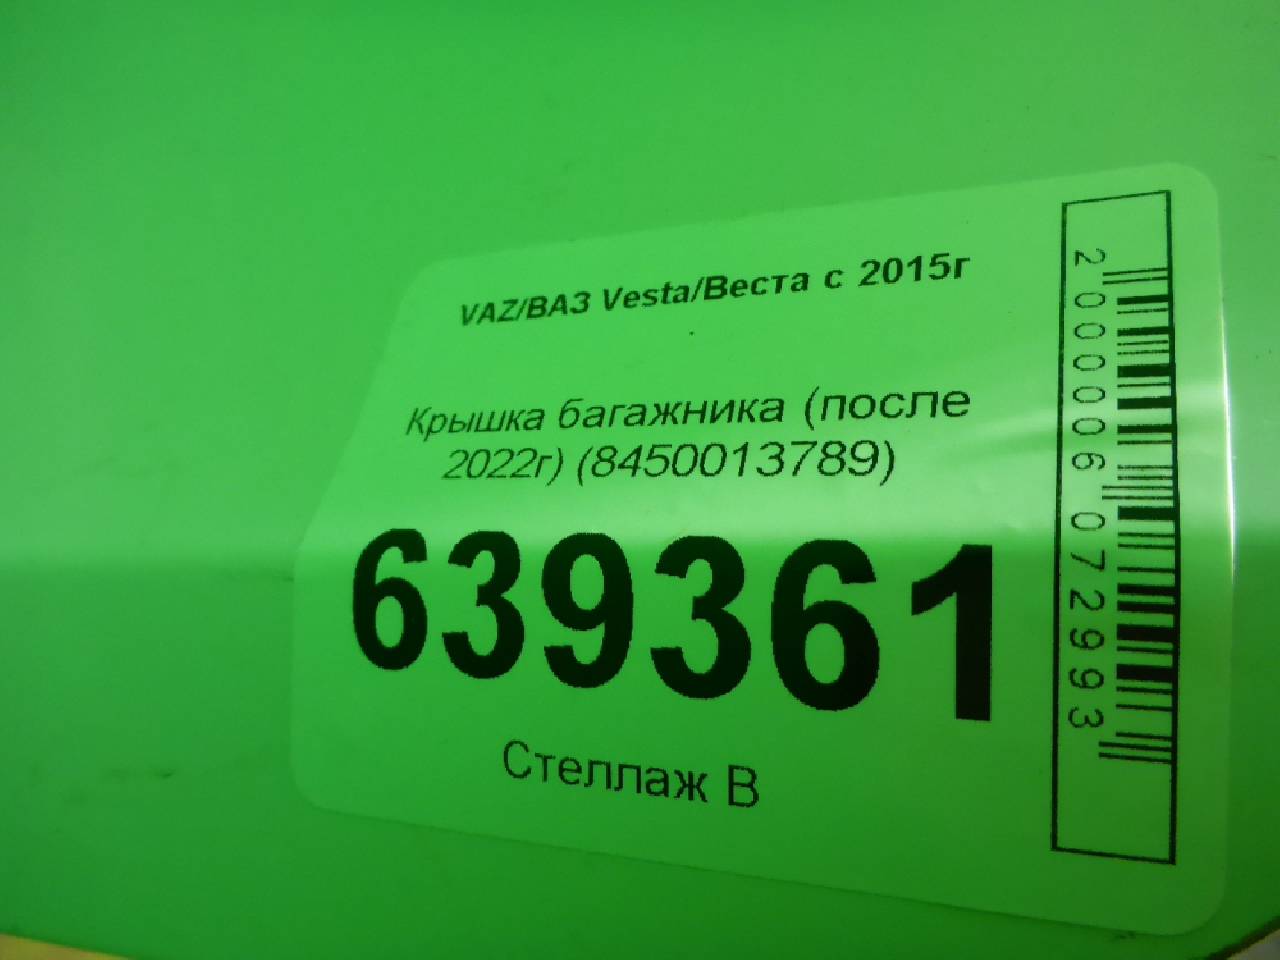 VAZ/ВАЗ Vesta/Веста с 2015г
Крышка багажника (после
2022г) (8450013789)
639361
Стеллаж В
2000006072993